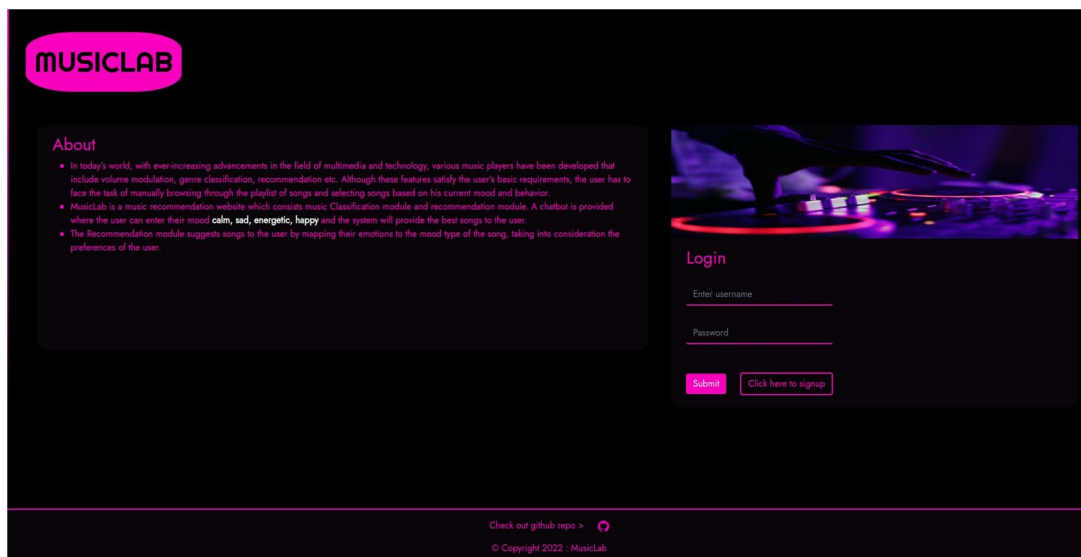 MUSICLAB
About
In today's world, with ever-increasing advancements in the field of multimedia and technology, various music players have been developed that
include volume modulation, genre classification, recommendation etc. Although these features satisfy the user's basic requirements, the user has to
face the task of manually browsing through the playlist of songs and selecting songs based on his current mood and behavior.
MusicLab is a music recommendation website which consists music Classification module and recommendation module. A chatbot is provided
where the user can enter their mood calm, sad, energetic, happy and the system will provide the best songs to the user.
The Recommendation module suggests songs to the user by mapping their emotions to the mood type of the song, taking into consideration the
preferences of the user.
Login
Enter username
Password
Submit
Click here to signup
Check out github repo >
© Copyright 2022 : MusicLab